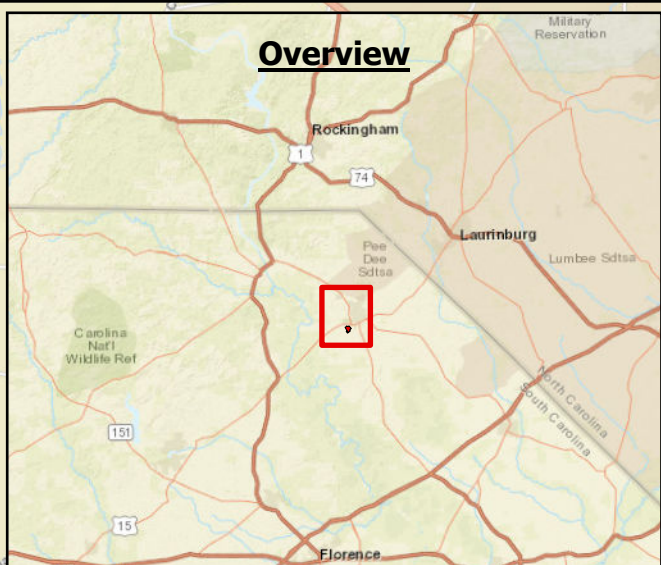 Overview
Military
Reservation
Rockingham
1
74
Laurinburg
Pee
Dee
Sdtsa
Lumbee Sdtsa
Carolina
Nat'l
Wildlife Ref
North Carolina
South Carolina
151
15
Florence